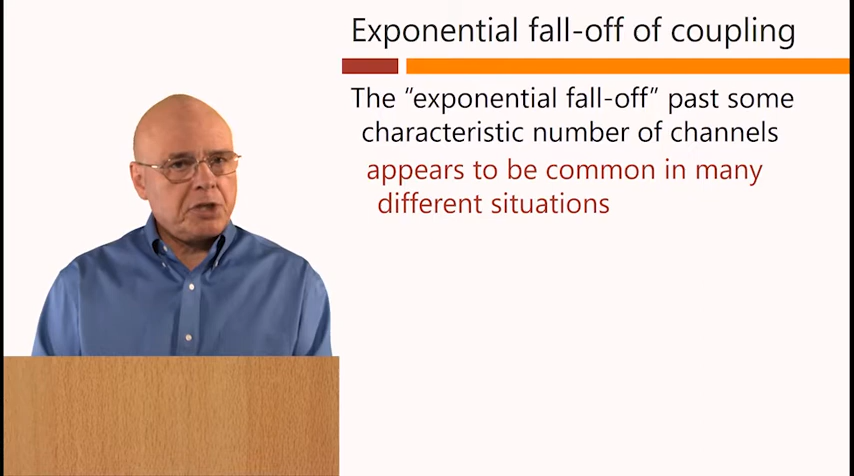 Exponential fall-off of coupling
The “exponential fall-off” past some
characteristic number of channels
appears to be common in many
different situations